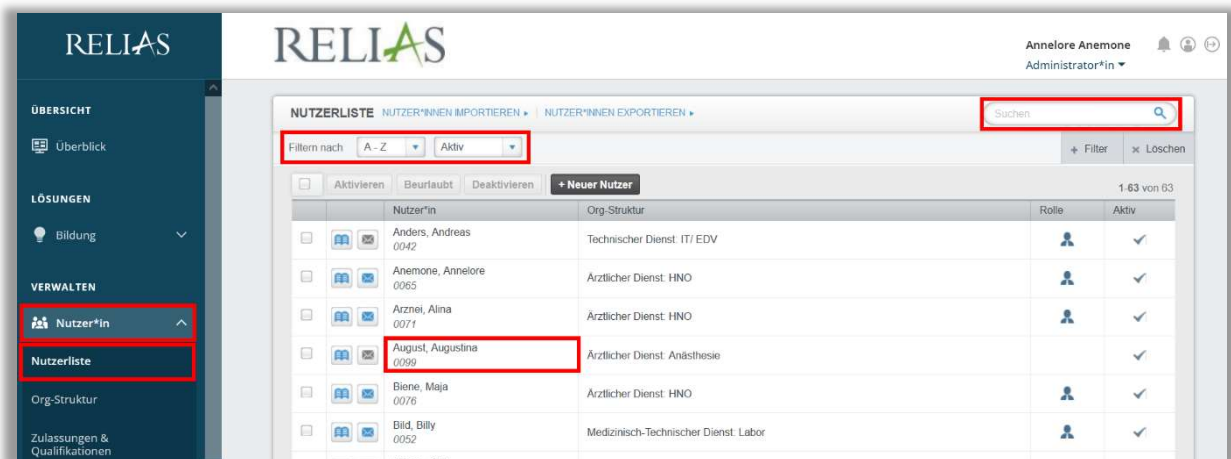 RELIAS
RELIAS
Annelore Anemone
Administrator*in
ÜBERSICHT
Überblick
LÖSUNGEN
Bildung
VERWALTEN
Nutzer*in
Nutzerliste
Org-Struktur
Zulassungen &
Qualifikationen
NUTZERLISTE NUTZER*INNEN IMPORTIEREN NUTZER*INNEN EXPORTIEREN
Suchen
Filtern nach A - Z Aktiv + Filter Löschen
Aktivieren Beurlaubt Deaktivieren + Neuer Nutzer 1-63 von 63
Nutzer*in Org-Struktur Rolle Aktiv
Anders, Andreas
0042
Technischer Dienst: IT/ EDV
Anemone, Annelore
0065
Ärztlicher Dienst: HNO
Arznei, Alina
0071
Ärztlicher Dienst: HNO
August, Augustina
0099
Ärztlicher Dienst: Anästhesie
Biene, Maja
0076
Ärztlicher Dienst: HNO
Bild, Billy
0052
Medizinisch-Technischer Dienst: Labor